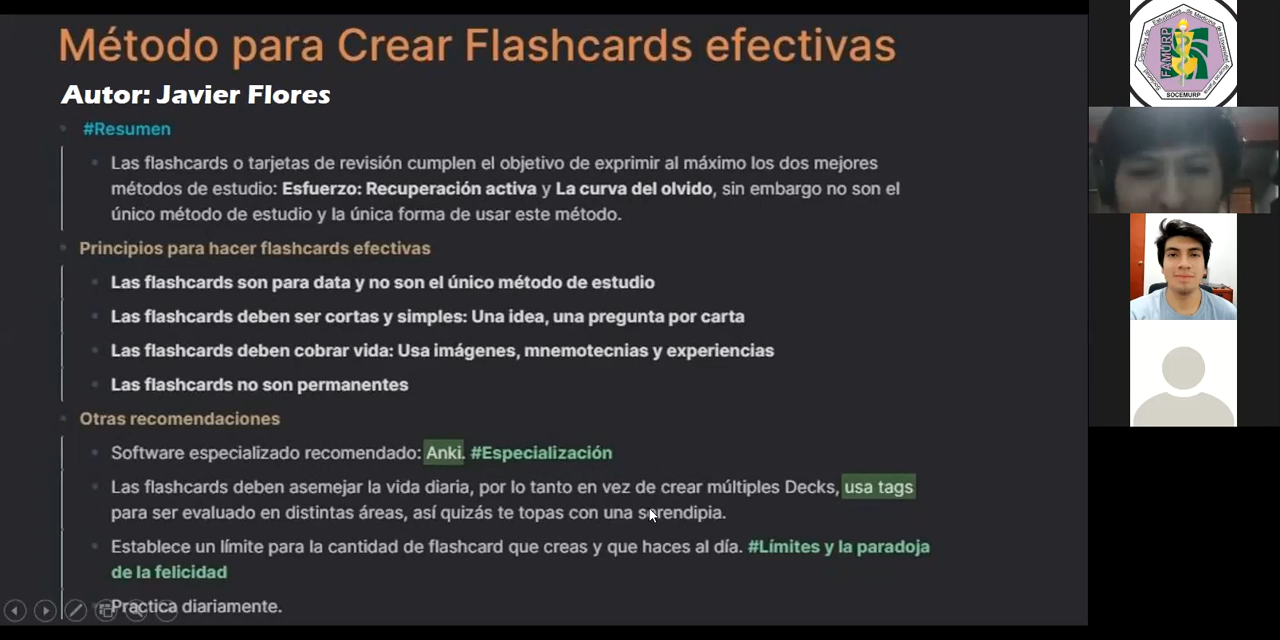 Método para Crear Flashcards efectivas
Autor: Javier Flores
#Resumen
Las flashcards o tarjetas de revisión cumplen el objetivo de exprimir al máximo los dos mejores
métodos de estudio: Esfuerzo: Recuperación activa y La curva del olvido, sin embargo no son el
único método de estudio y la única forma de usar este método.
Principios para hacer flashcards efectivas
Las flashcards son para data y no son el único método de estudio
Las flashcards deben ser cortas y simples: Una idea, una pregunta por carta
Las flashcards deben cobrar vida: Usa imágenes, mnemotecnias y experiencias
Las flashcards no son permanentes
Otras recomendaciones
Software especializado recomendado: Anki. #Especialización
Las flashcards deben asemejar la vida diaria, por lo tanto en vez de crear múltiples Decks, usa tags
para ser evaluado en distintas áreas, así quizás te topas con una serendipia.
Establece un límite para la cantidad de flashcard que creas y que haces al día. #Límites y la paradoja
de la felicidad
Practica diariamente.
FAMURP
SOCEMURP